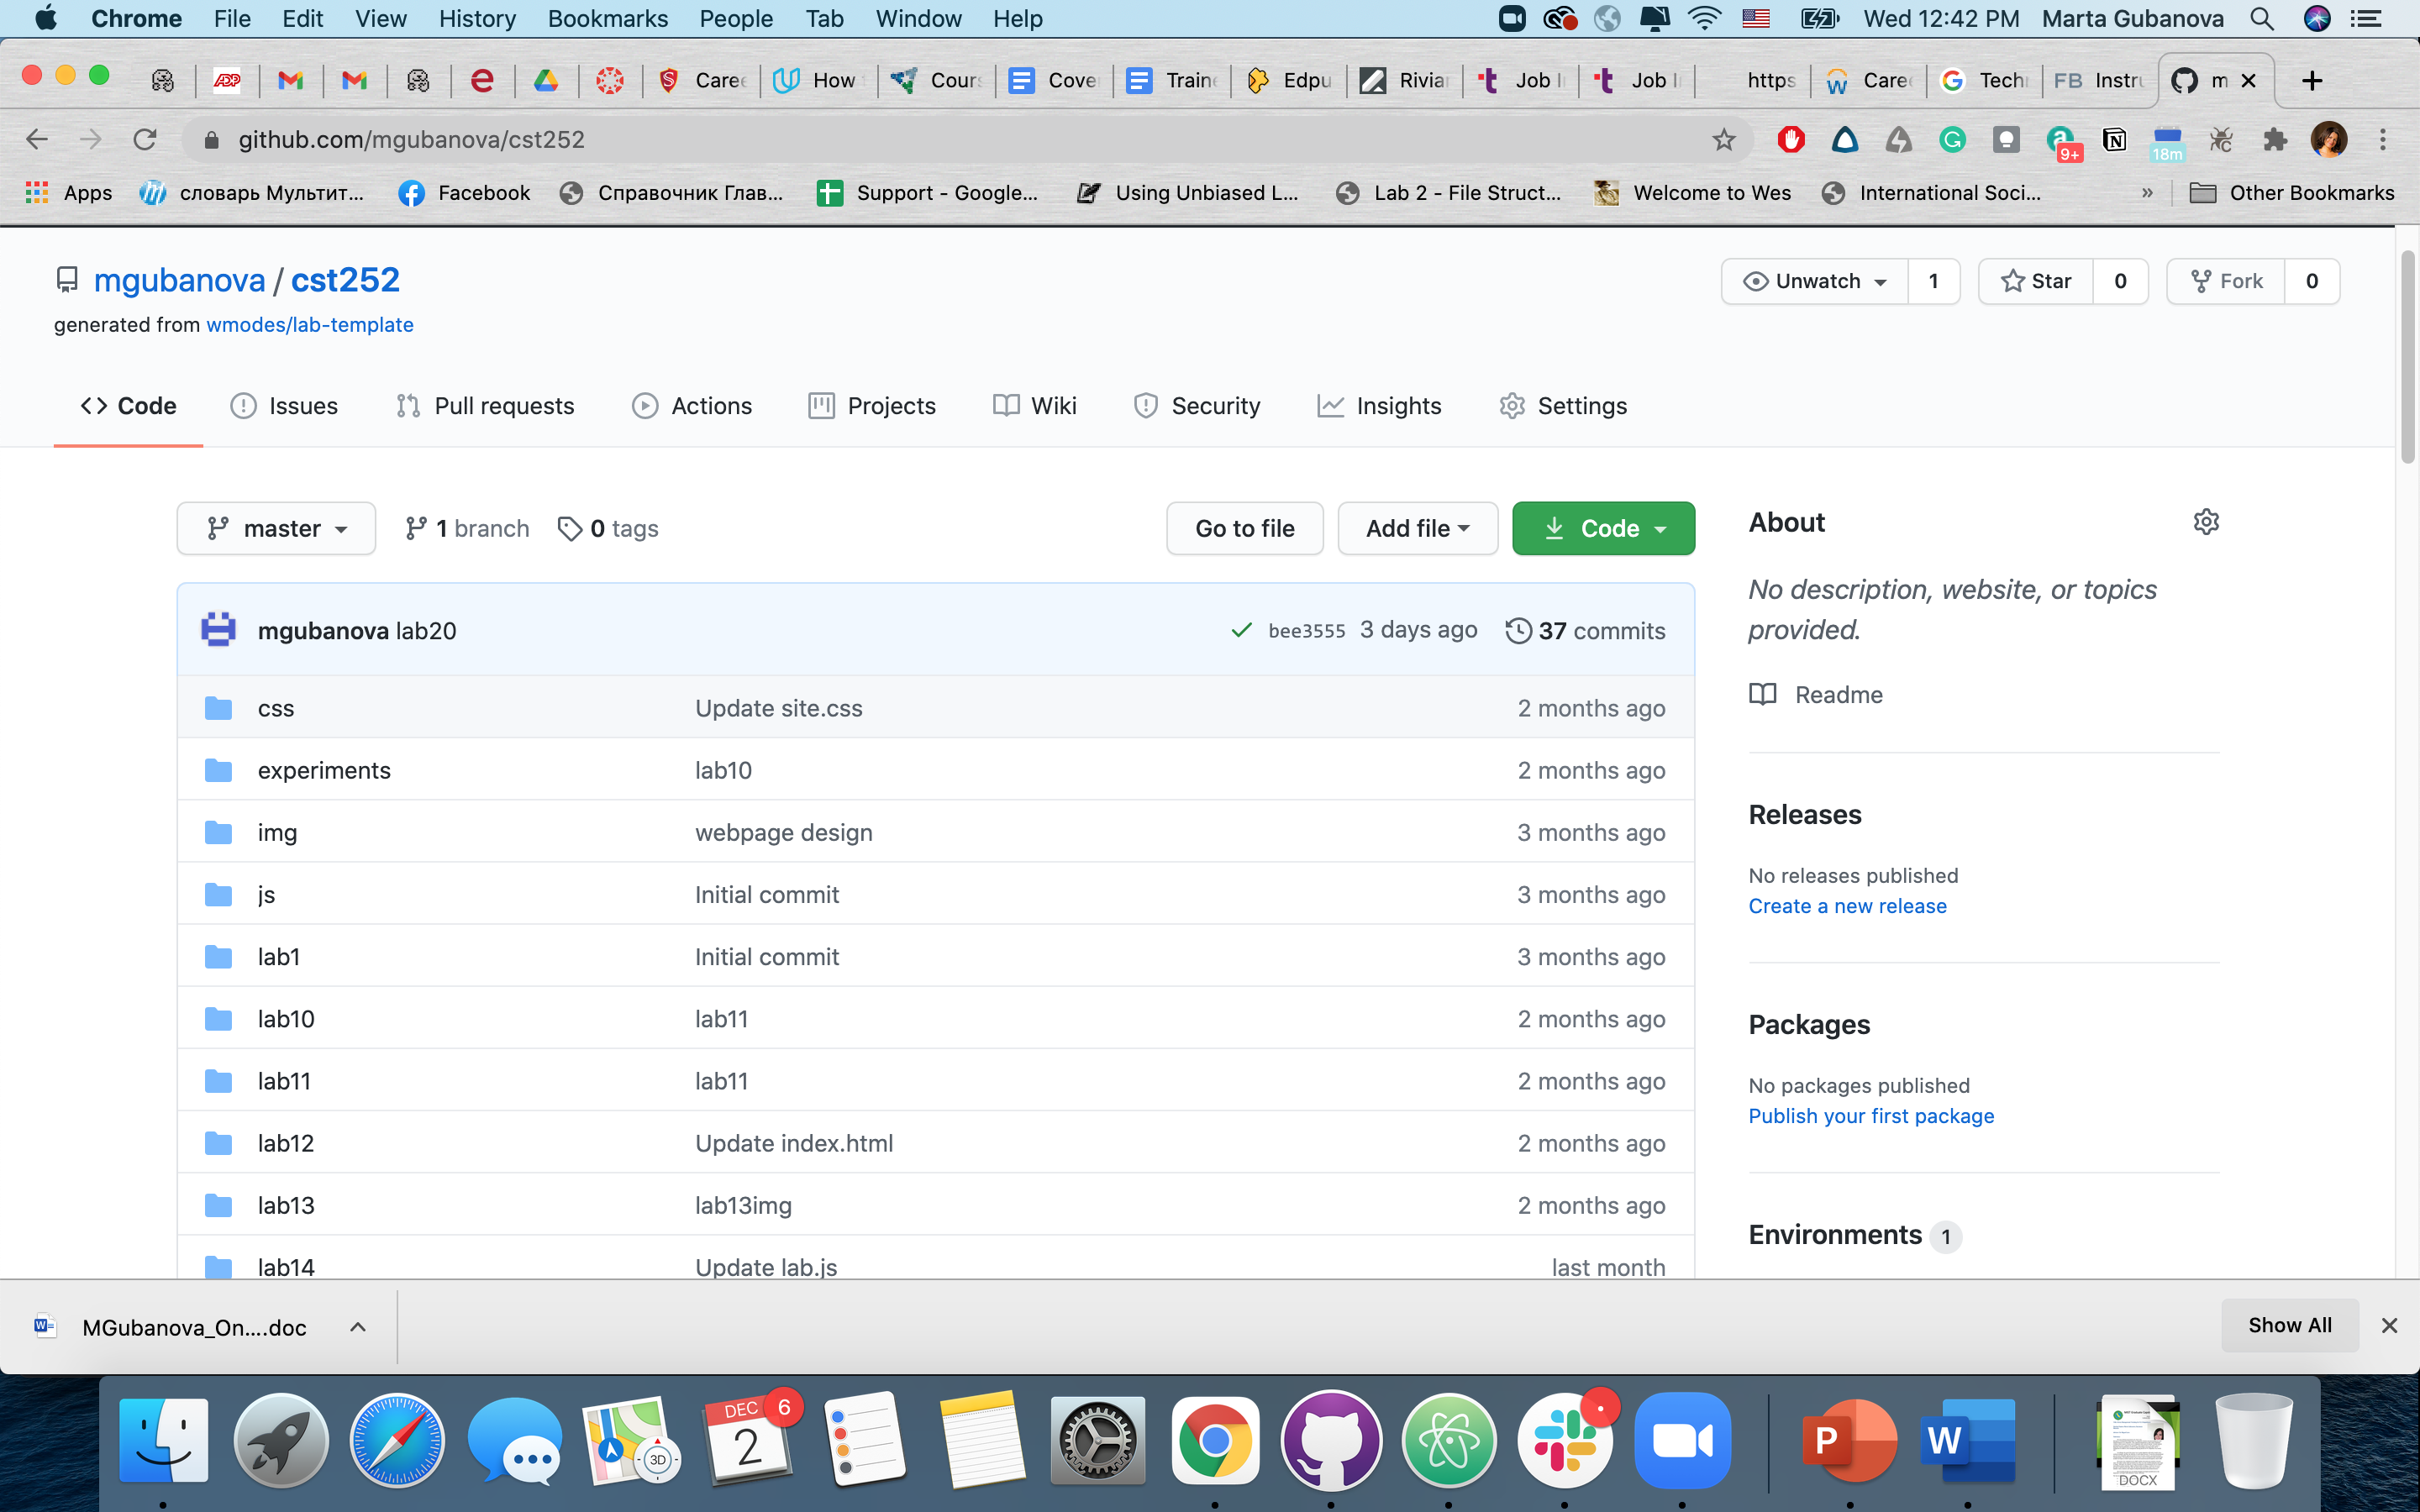 Chrome File Edit View History Bookmarks People Tab Window Help Wed 12:42 PM Marta Gubanova
ADP Caree How Cours Cover Traine Edpu Rivian Job I Job I https Caree Techn FB Instru m
github.com/mgubanova/cst252 9+ 18m
Apps словарь Мультит... Facebook Справочник Глав... Support - Google... Using Unbiased L... Lab 2 - File Struct... Welcome to Wes International Soci... » Other Bookmarks
mgubanova / cst252 Unwatch 1 Star 0 Fork 0
generated from wmodes/lab-template
Code Issues Pull requests Actions Projects Wiki Security Insights Settings
master 1 branch 0 tags Go to file Add file Code
mgubanova lab20 bee3555 3 days ago 37 commits
css Update site.css 2 months ago
experiments lab10 2 months ago
img webpage design 3 months ago
js Initial commit 3 months ago
lab1 Initial commit 3 months ago
lab10 lab11 2 months ago
lab11 lab11 2 months ago
lab12 Update index.html 2 months ago
lab13 lab13img 2 months ago
lab14 Update lab.js last month
About
No description, website, or topics
provided.
Readme
Releases
No releases published
Create a new release
Packages
No packages published
Publish your first package
Environments 1
MGubanova_On....doc Show All
DEC 6
2
3D
P W
DOCX